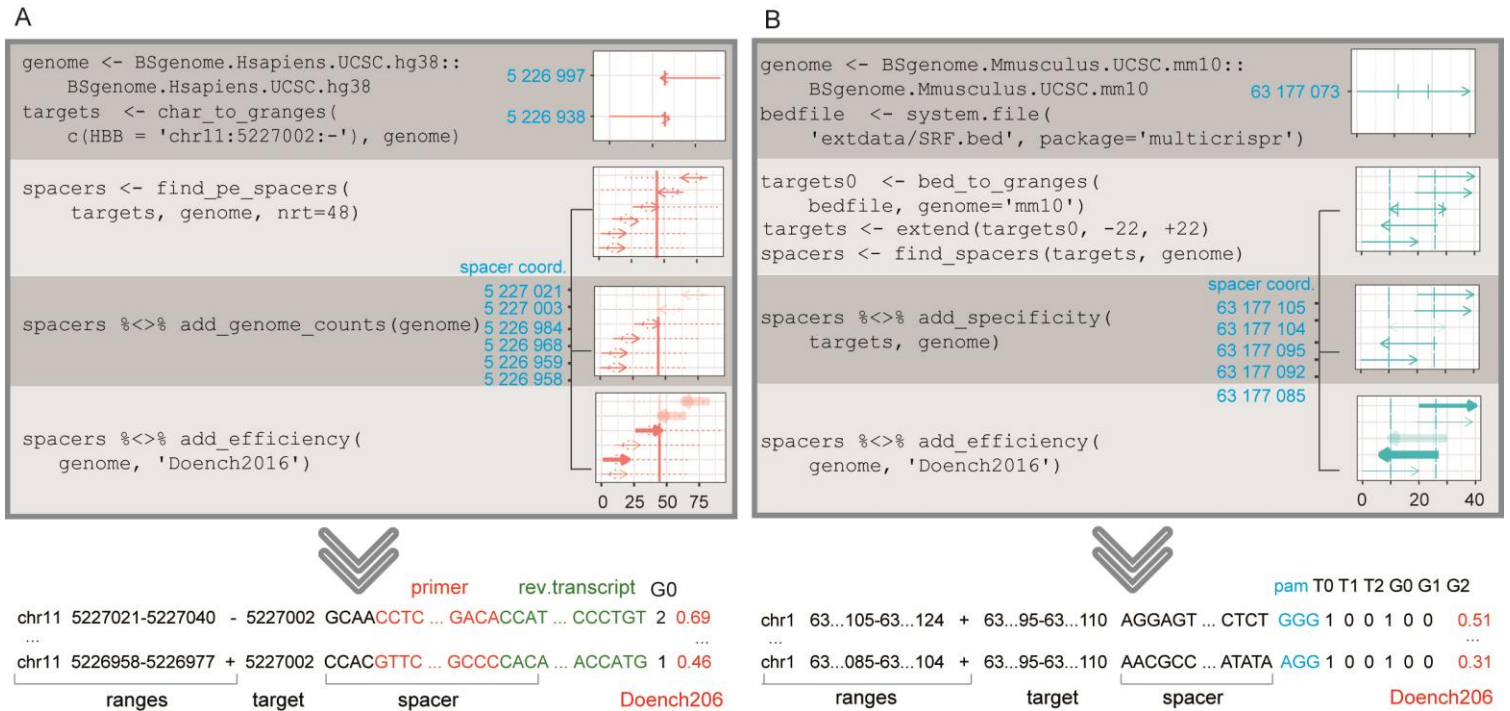 A
genome <- BSgenome.Hsapiens.UCSC.hg38::
BSgenome.Hsapiens.UCSC.hg38
targets <- char_to_granges(
c(HBB = 'chr11:5227002:-'), genome)
5 226 997
5 226 938
spacers <- find_pe_spacers(
targets, genome, nrt=48)
spacer coord.
5 227 021
5 227 003
5 226 984
5 226 968
5 226 959
5 226 958
spacers %<>% add_genome_counts(genome)
spacers %<>% add_efficiency(
genome, 'Doench2016')
0 25 50 75
primer rev.transcript G0
chr11 5227021-5227040 - 5227002 GCAACCTC ... GACACCAT ... CCCTGT 2 0.69
... ...
chr11 5226958-5226977 + 5227002 CCACGTTC ... GCCCCACA ... ACCATG 1 0.46
ranges target spacer Doench206
B
genome <- BSgenome.Mmusculus.UCSC.mm10::
BSgenome.Mmusculus.UCSC.mm10
bedfile <- system.file(
'extdata/SRF.bed', package='multicrispr')
63 177 073
targets0 <- bed_to_granges(
bedfile, genome='mm10')
targets <- extend(targets0, -22, +22)
spacers <- find_spacers(targets, genome)
spacer coord.
63 177 105
63 177 104
63 177 095
63 177 092
63 177 085
spacers %<>% add_specificity(
targets, genome)
spacers %<>% add_efficiency(
genome, 'Doench2016')
0 10 20 30 40
pam T0 T1 T2 G0 G1 G2
chr1 63...105-63...124 + 63...95-63...110 AGGAGT ... CTCT GGG 1 0 0 1 0 0 0.51
... ...
chr1 63...085-63...104 + 63...95-63...110 AACGCC ... ATATA AGG 1 0 0 1 0 0 0.31
ranges target spacer Doench206